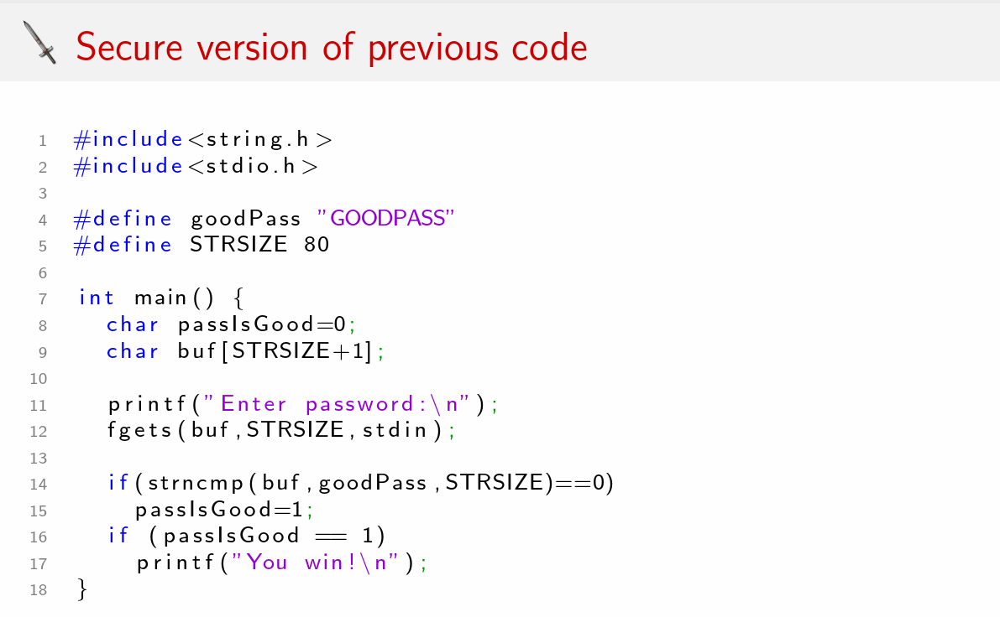 Secure version of previous code
1 #include<string.h>
2 #include<stdio.h>
3
4 #define goodPass "GOODPASS"
5 #define STRSIZE 80
6
7 int main() {
8 char passIsGood=0;
9 char buf[STRSIZE+1];
10
11 printf("Enter password:\n");
12 fgets(buf,STRSIZE,stdin);
13
14 if(strncmp(buf,goodPass,STRSIZE)==0)
15 passIsGood=1;
16 if (passIsGood == 1)
17 printf("You win!\n");
18 }